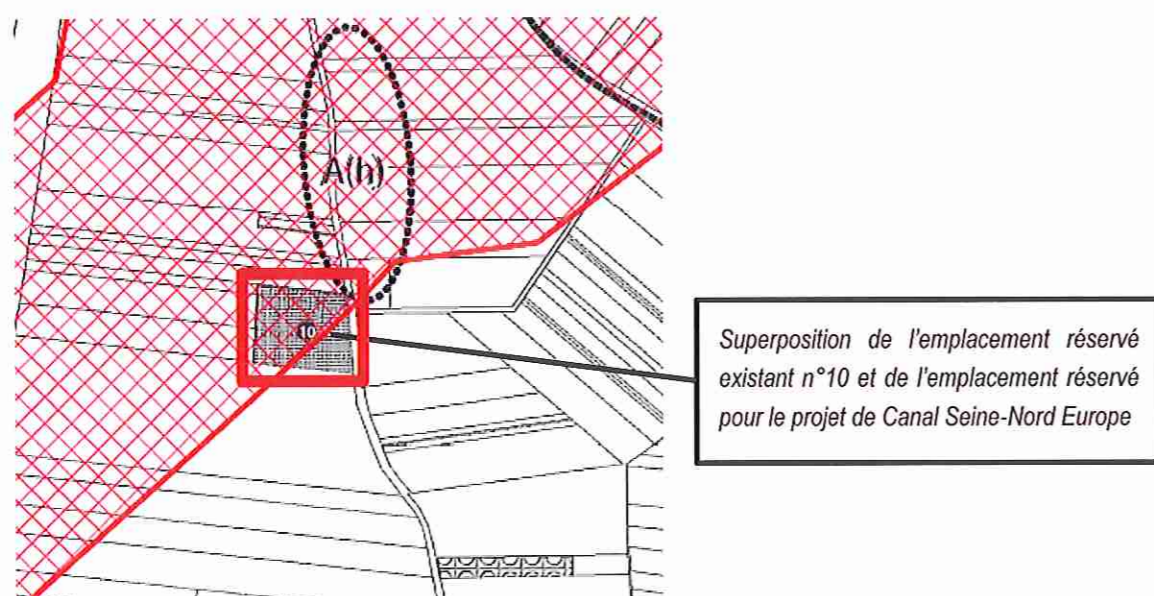 A(h)
10
Superposition de l'emplacement réservé
existant n°10 et de l'emplacement réservé
pour le projet de Canal Seine-Nord Europe